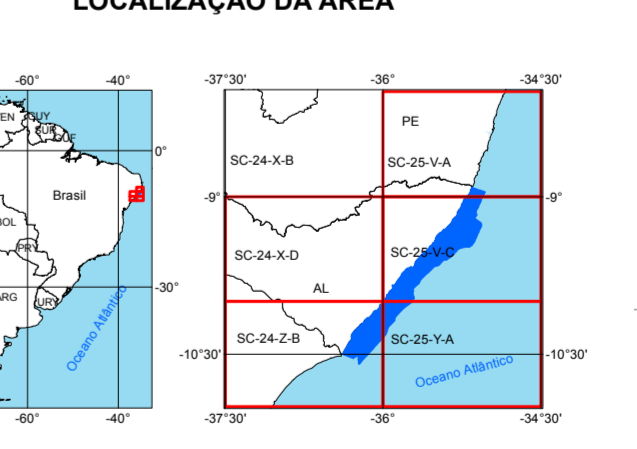 LOCALIZAÇÃO DA ÁREA
-60° -40°
EN GUY
SUR
GUF
0°
Brasil
BOL
PRY
-30°
ARG URY
Oceano Atlântico
-60° -40°
-37°30' -36° -34°30'
PE
SC-24-X-B SC-25-V-A
-9° -9°
SC-24-X-D SC-25-V-C
AL
SC-24-Z-B SC-25-Y-A
-10°30' -10°30'
Oceano Atlântico
-37°30' -36° -34°30'